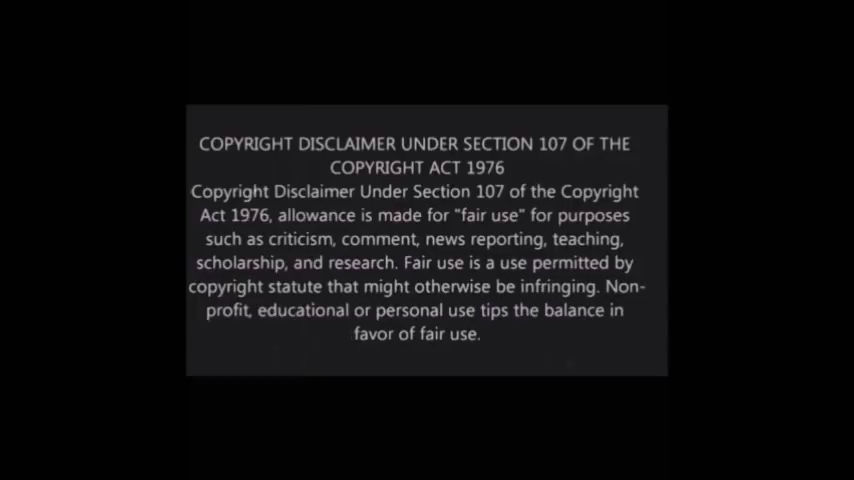 COPYRIGHT DISCLAIMER UNDER SECTION 107 OF THE
COPYRIGHT ACT 1976
Copyright Disclaimer Under Section 107 of the Copyright
Act 1976, allowance is made for "fair use" for purposes
such as criticism, comment, news reporting, teaching,
scholarship, and research. Fair use is a use permitted by
copyright statute that might otherwise be infringing. Non-
profit, educational or personal use tips the balance in
favor of fair use.